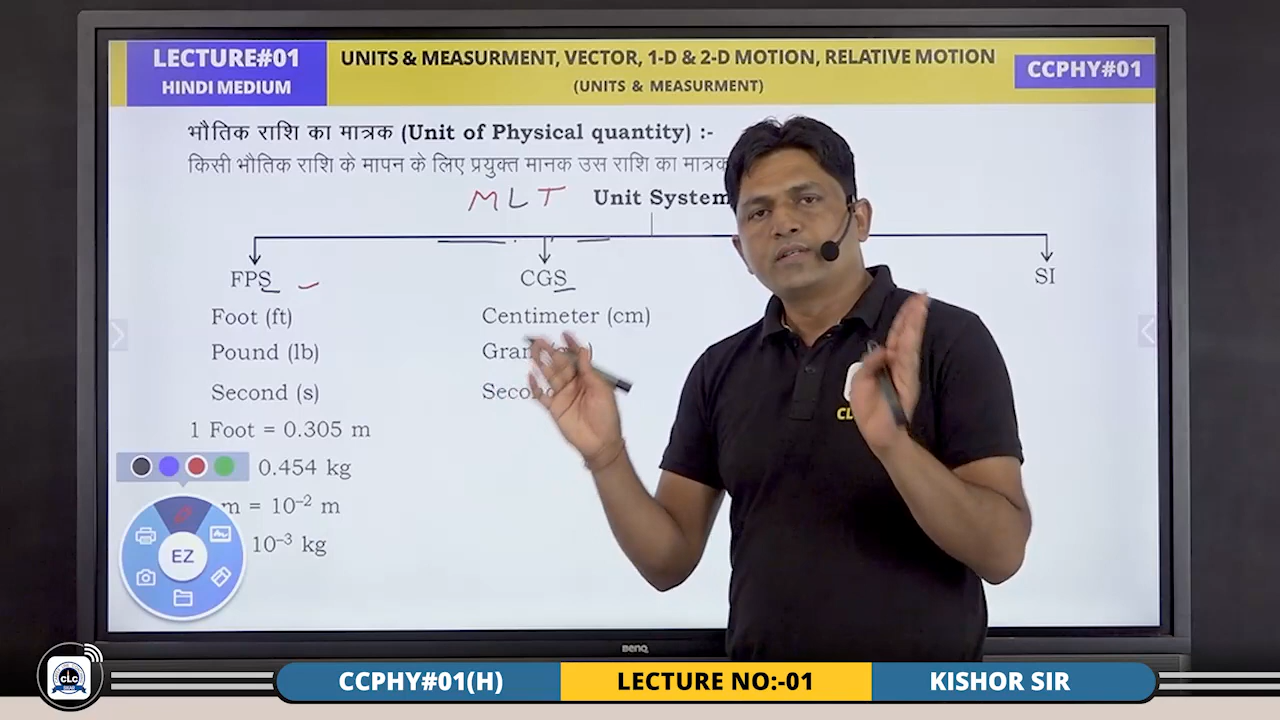 LECTURE#01
HINDI MEDIUM
UNITS & MEASURMENT, VECTOR, 1-D & 2-D MOTION, RELATIVE MOTION
(UNITS & MEASURMENT)
CCPHY#01
भौतिक राशि का मात्रक (Unit of Physical quantity) :-
किसी भौतिक राशि के मापन के लिए प्रयुक्त मानक उस राशि का मात्रक
MLT Unit System
FPS CGS SI
Foot (ft) Centimeter (cm)
Pound (lb)
Second (s)
1 Foot = 0.305 m
0.454 kg
m = 10⁻² m
10⁻³ kg
EZ
BenQ
CLC
CCPHY#01(H) LECTURE NO:-01 KISHOR SIR